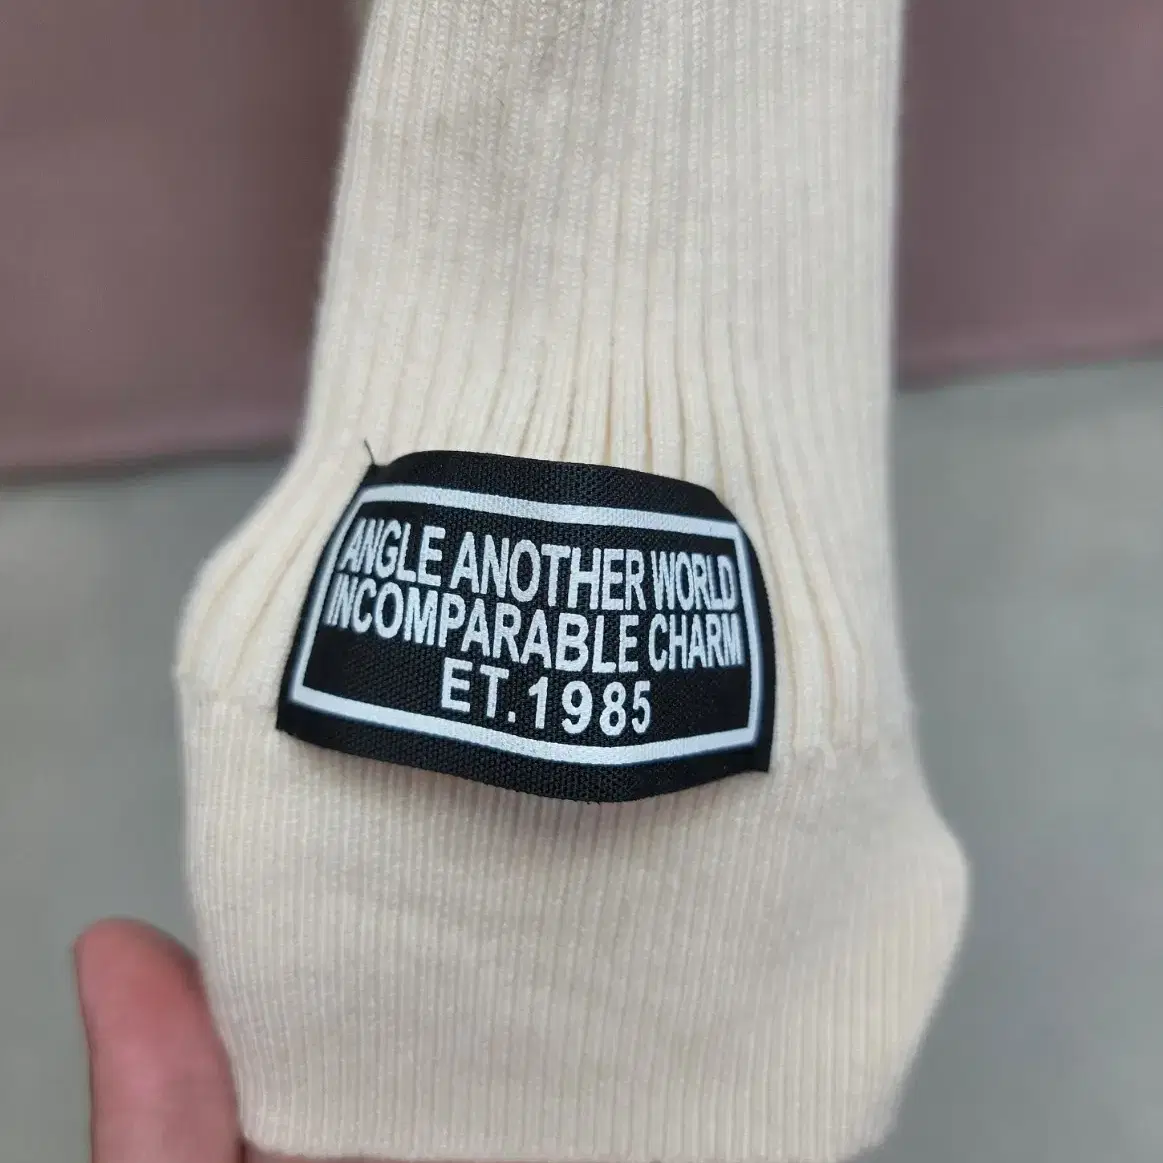 ANGLE ANOTHER WORLD
INCOMPARABLE CHARM
ET.1985